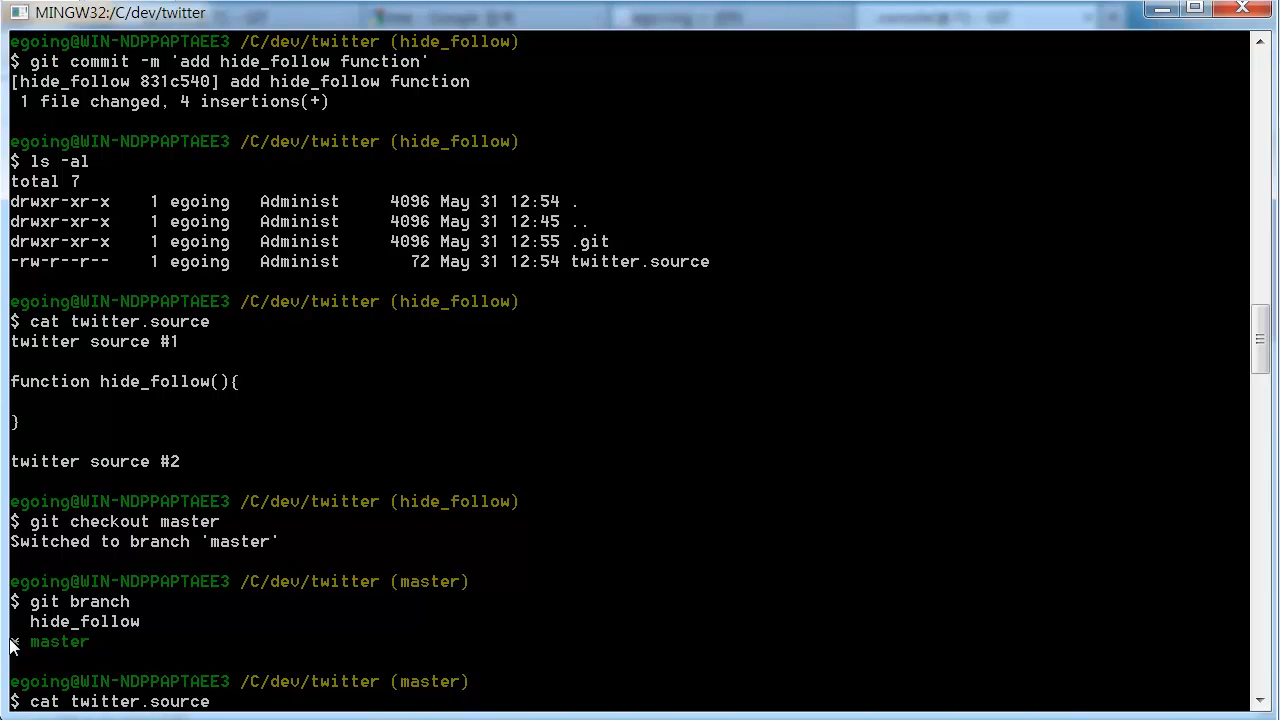 MINGW32:/C/dev/twitter
egoing@WIN-NDPPAPTAEE3 /C/dev/twitter (hide_follow)
$ git commit -m 'add hide_follow function'
[hide_follow 831c540] add hide_follow function
 1 file changed, 4 insertions(+)
egoing@WIN-NDPPAPTAEE3 /C/dev/twitter (hide_follow)
$ ls -al
total 7
drwxr-xr-x    1 egoing   Administ     4096 May 31 12:54 .
drwxr-xr-x    1 egoing   Administ     4096 May 31 12:45 ..
drwxr-xr-x    1 egoing   Administ     4096 May 31 12:55 .git
-rw-r--r--    1 egoing   Administ       72 May 31 12:54 twitter.source
egoing@WIN-NDPPAPTAEE3 /C/dev/twitter (hide_follow)
$ cat twitter.source
twitter source #1
function hide_follow(){
}
twitter source #2
egoing@WIN-NDPPAPTAEE3 /C/dev/twitter (hide_follow)
$ git checkout master
Switched to branch 'master'
egoing@WIN-NDPPAPTAEE3 /C/dev/twitter (master)
$ git branch
  hide_follow
* master
egoing@WIN-NDPPAPTAEE3 /C/dev/twitter (master)
$ cat twitter.source